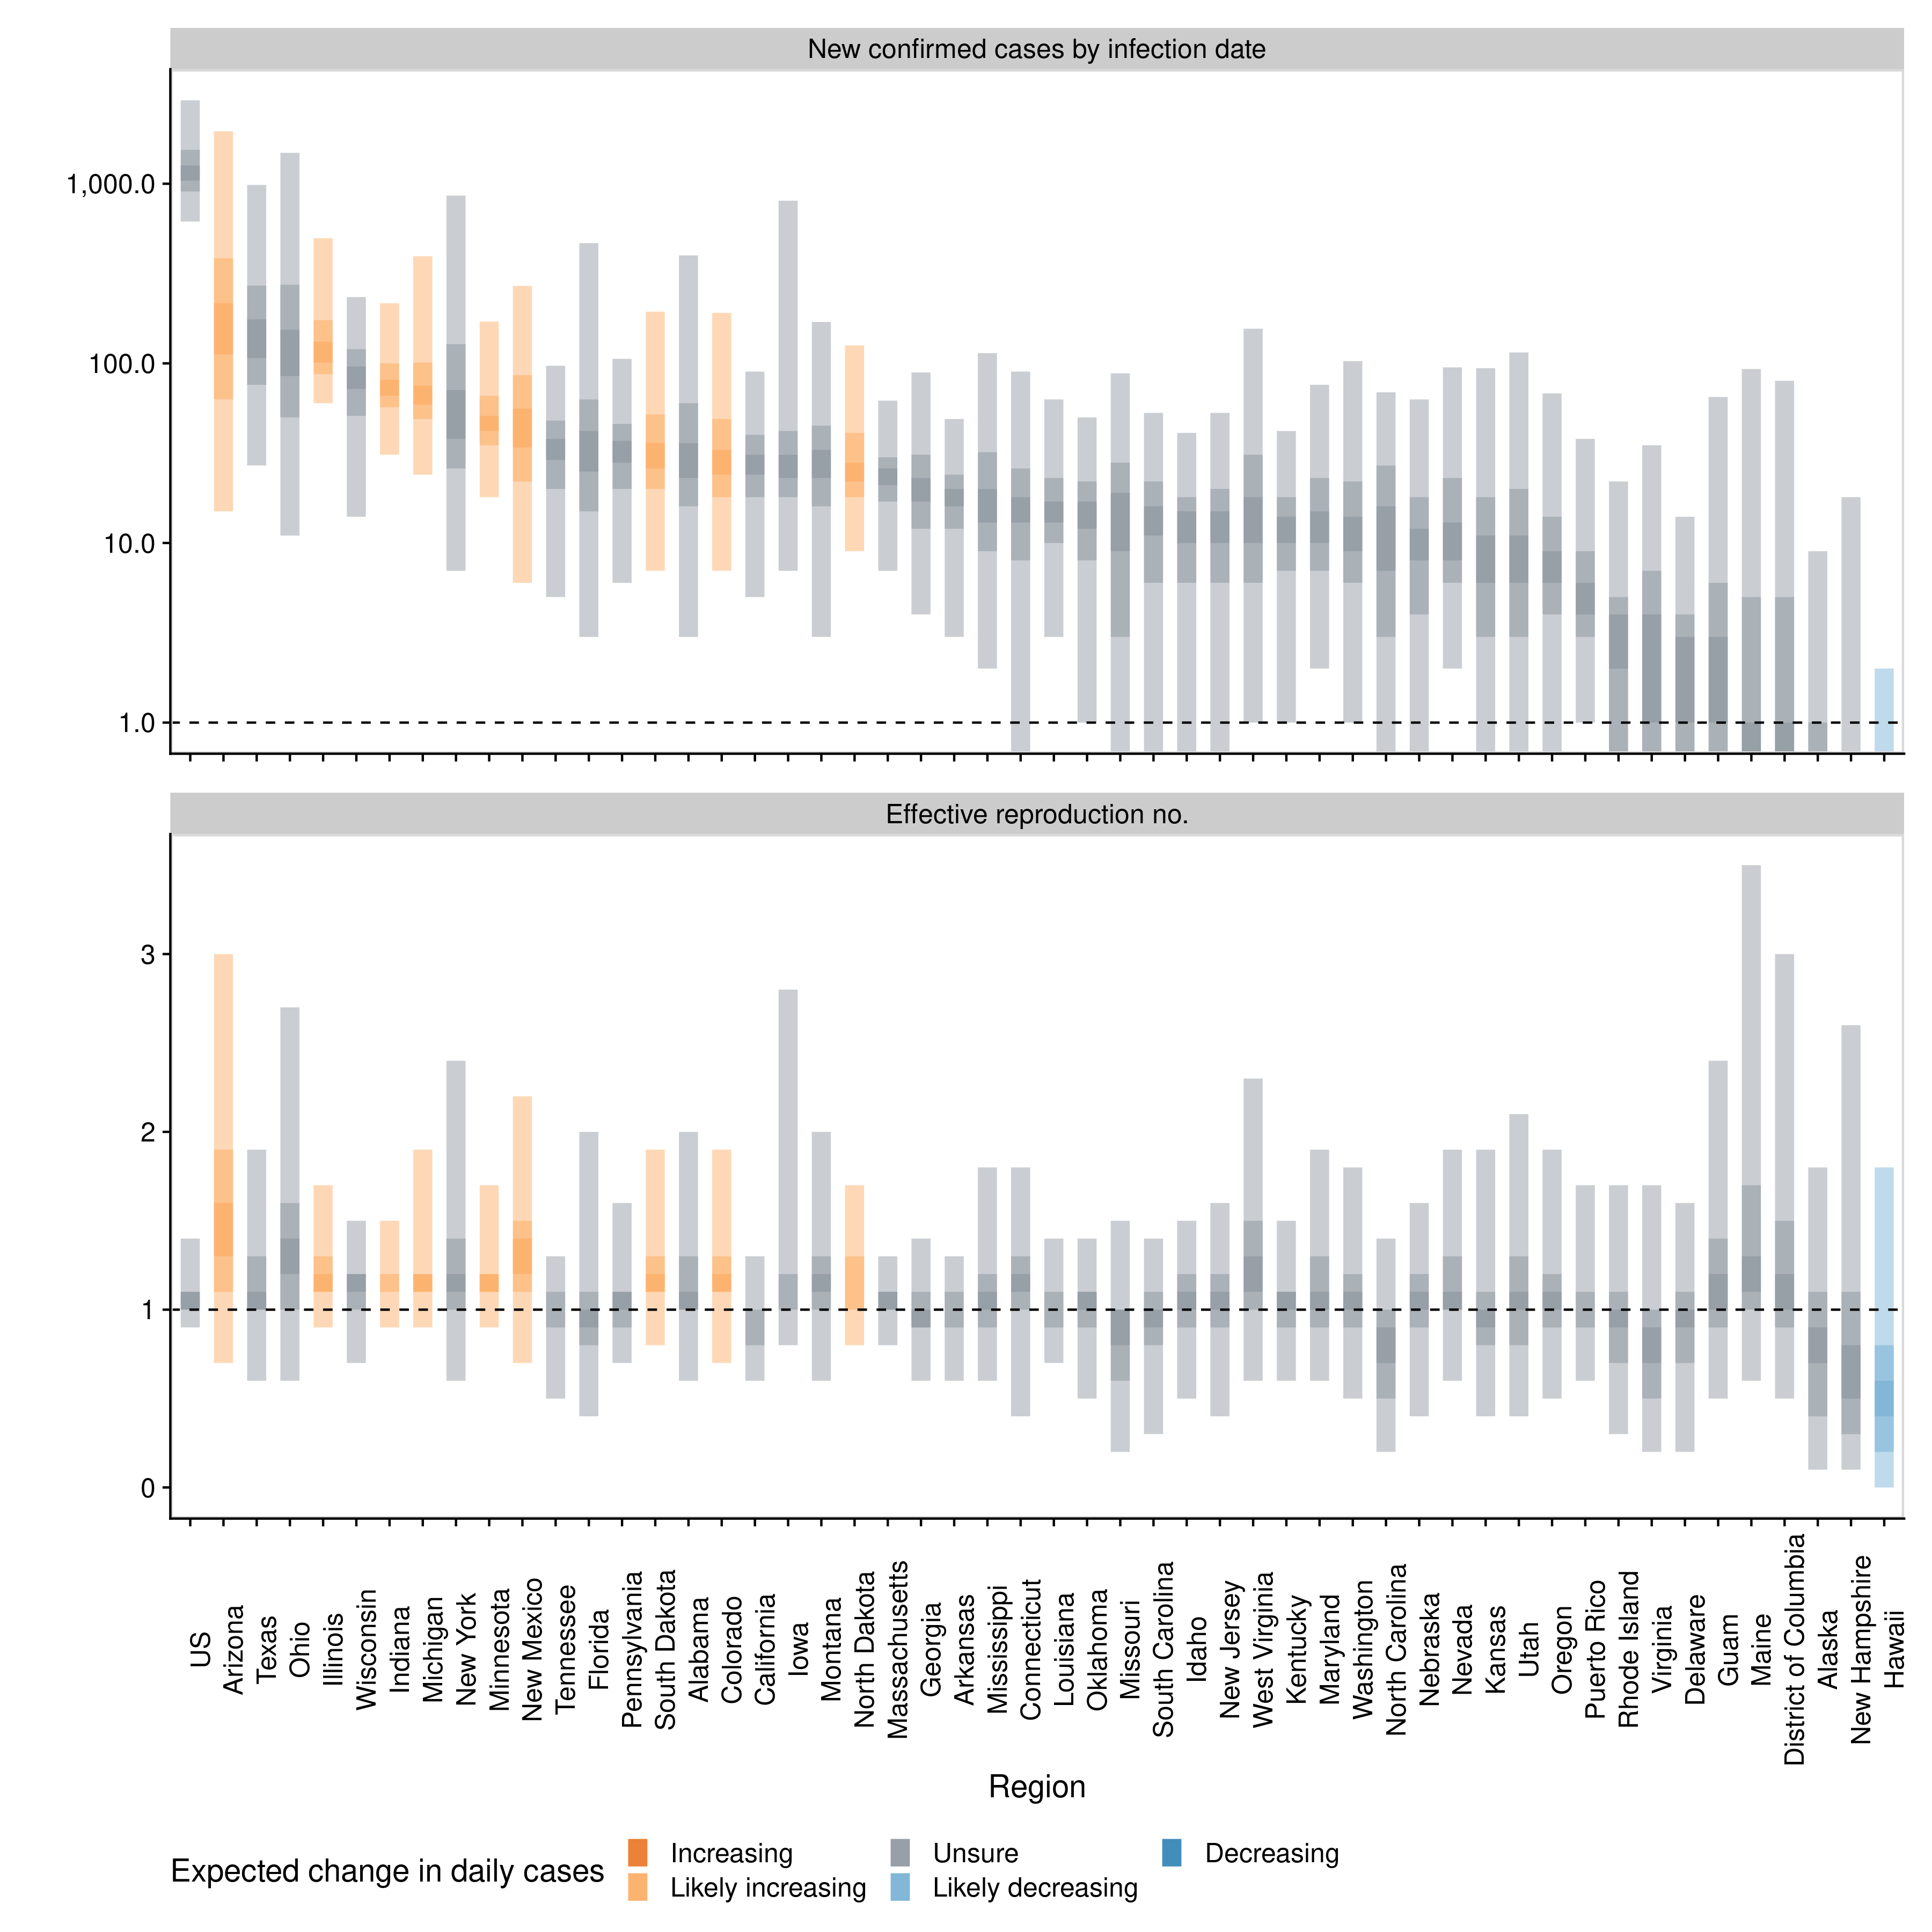 New confirmed cases by infection date
1,000.0
100.0
10.0
1.0
Effective reproduction no.
3
2
1
0
US
Arizona
Texas
Ohio
Illinois
Wisconsin
Indiana
Michigan
New York
Minnesota
New Mexico
Tennessee
Florida
Pennsylvania
South Dakota
Alabama
Colorado
California
Iowa
Montana
North Dakota
Massachusetts
Georgia
Arkansas
Mississippi
Connecticut
Louisiana
Oklahoma
Missouri
South Carolina
Idaho
New Jersey
West Virginia
Kentucky
Maryland
Washington
North Carolina
Nebraska
Nevada
Kansas
Utah
Oregon
Puerto Rico
Rhode Island
Virginia
Delaware
Guam
Maine
District of Columbia
Alaska
New Hampshire
Hawaii
Region
Expected change in daily cases
Increasing
Likely increasing
Unsure
Likely decreasing
Decreasing